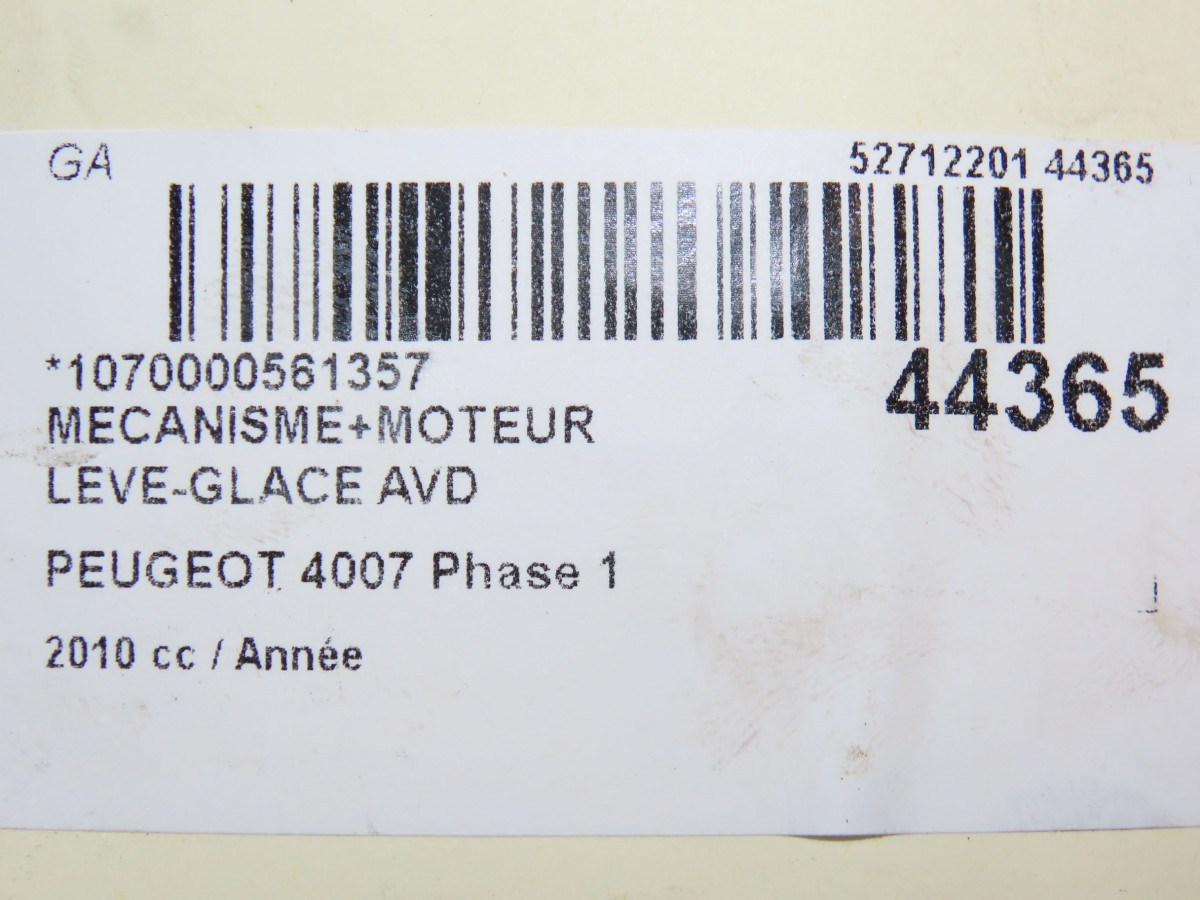 GA
52712201 44365
*1070000561357
44365
MECANISME+MOTEUR
LEVE-GLACE AVD
PEUGEOT 4007 Phase 1
2010 cc / Année